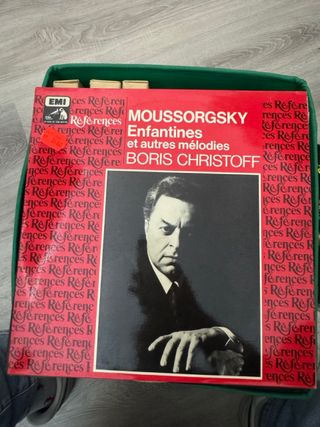 EMI
Références
MOUSSORGSKY
Enfantines
et autres mélodies
BORIS CHRISTOFF